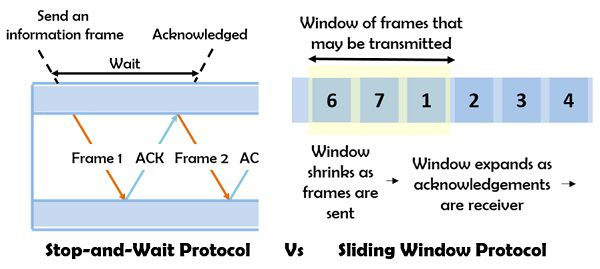 Send an
information frame
Acknowledged
Wait
Frame 1
ACK
Frame 2
AC
Window of frames that
may be transmitted
6 7 1 2 3 4
Window
shrinks as
frames are
sent
Window expands as
acknowledgements
are receiver
Stop-and-Wait Protocol Vs Sliding Window Protocol